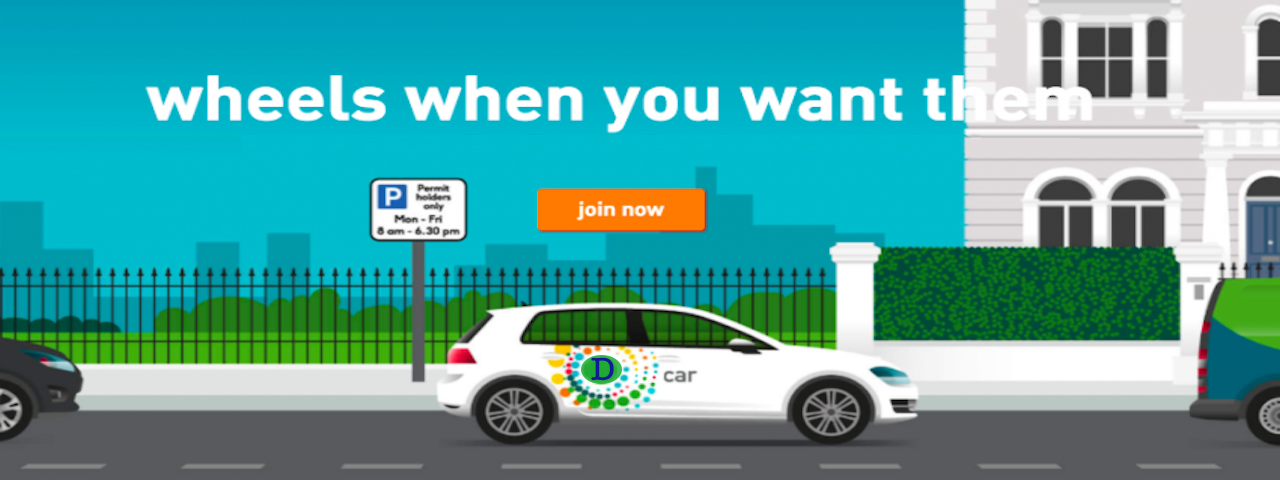 wheels when you want them
P
Permit
holders
only
Mon - Fri
8 am - 6.30 pm
join now
D
car